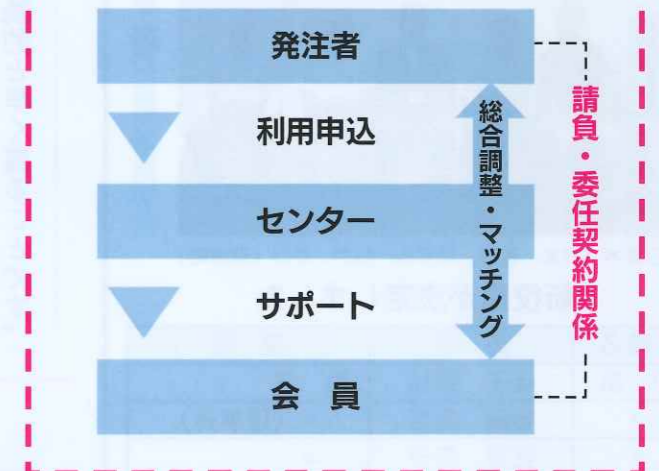 発注者
利用申込
センター
サポート
会 員
総合調整・マッチング
請負・委任契約関係